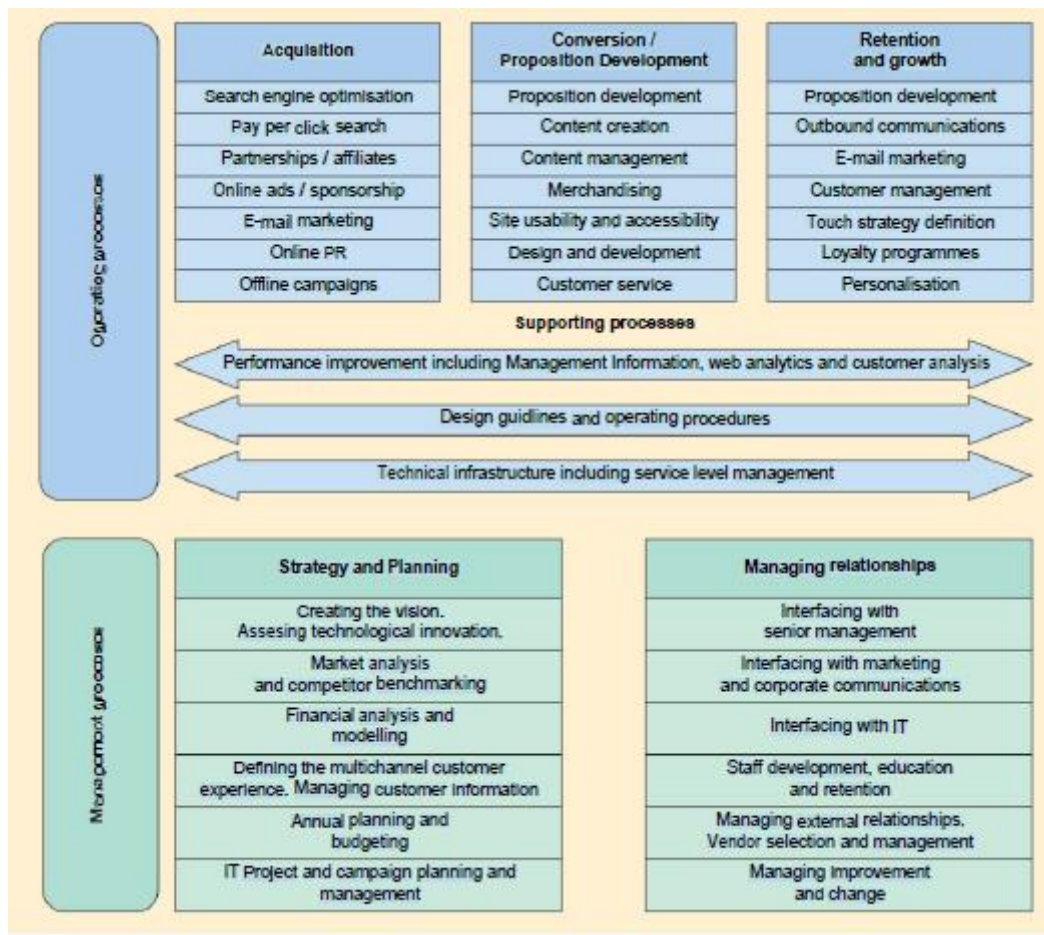 Acquisition
Search engine optimisation
Pay per click search
Partnerships / affiliates
Online ads / sponsorship
E-mail marketing
Online PR
Offline campaigns
Conversion /
Proposition Development
Proposition development
Content creation
Content management
Merchandising
Site usability and accessibility
Design and development
Customer service
Retention
and growth
Proposition development
Outbound communications
E-mail marketing
Customer management
Touch strategy definition
Loyalty programmes
Personalisation
Supporting processes
Performance improvement including Management Information, web analytics and customer analysis
Design guidlines and operating procedures
Technical infrastructure including service level management
Strategy and Planning
Creating the vision.
Assesing technological innovation.
Market analysis
and competitor benchmarking
Financial analysis and
modelling
Defining the multichannel customer
experience. Managing customer information
Annual planning and
budgeting
IT Project and campaign planning and
management
Managing relationships
Interfacing with
senior management
Interfacing with marketing
and corporate communications
Interfacing with IT
Staff development, education
and retention
Managing external relationships.
Vendor selection and management
Managing improvement
and change